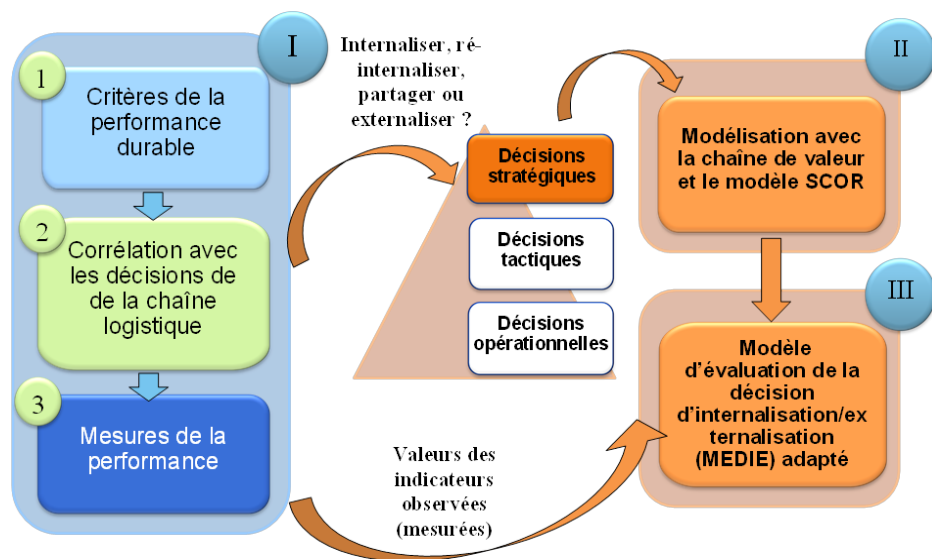 I
1
Critères de la
performance
durable
2
Corrélation avec
les décisions de
de la chaîne
logistique
3
Mesures de la
performance
Internaliser, ré-
internaliser,
partager ou
externaliser ?
Décisions
stratégiques
Décisions
tactiques
Décisions
opérationnelles
Valeurs des
indicateurs
observées
(mesurées)
II
Modélisation avec
la chaîne de valeur
et le modèle SCOR
III
Modèle
d'évaluation de la
décision
d'internalisation/ex
ternalisation
(MEDIE) adapté